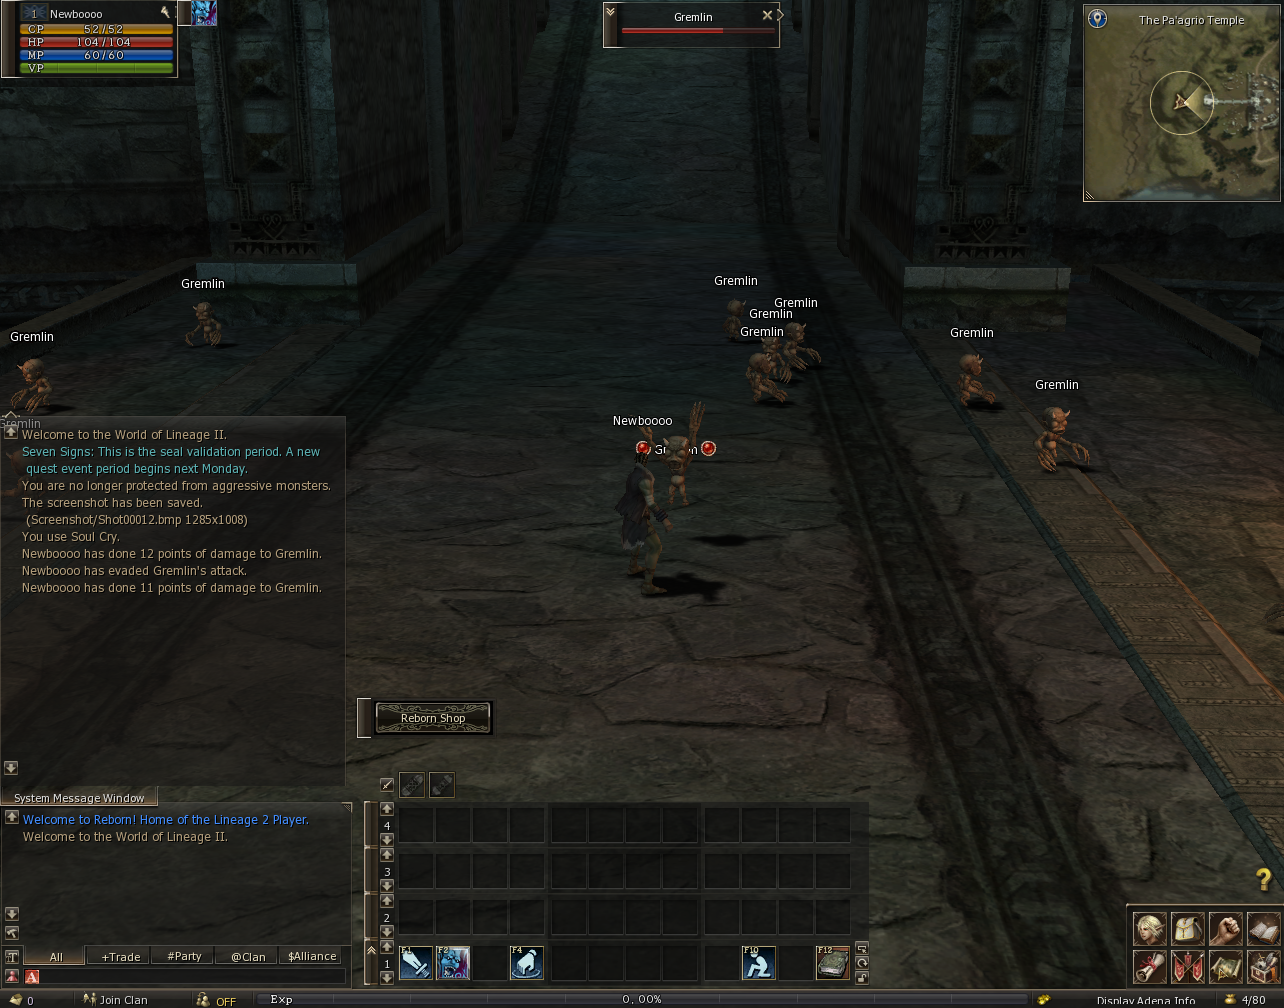 1 Newboooo
CP 52/52
HP 104/104
MP 60/60
VP
Gremlin
The Pa'agrio Temple
Gremlin
Gremlin
Gremlin
Gremlin
Gremlin
Gremlin
Gremlin
Gremlin
Newboooo
Gremlin
Welcome to the World of Lineage II.
Seven Signs: This is the seal validation period. A new
quest event period begins next Monday.
You are no longer protected from aggressive monsters.
The screenshot has been saved.
(Screenshot/Shot00012.bmp 1285x1008)
You use Soul Cry.
Newboooo has done 12 points of damage to Gremlin.
Newboooo has evaded Gremlin's attack.
Newboooo has done 11 points of damage to Gremlin.
Reborn Shop
System Message Window
Welcome to Reborn! Home of the Lineage 2 Player.
Welcome to the World of Lineage II.
4
3
2
1
F1 F2 F4 F10 F12
All +Trade #Party @Clan $Alliance
T
A
?
0 Join Clan OFF Exp 0, 00% Display Adena Info 4/80